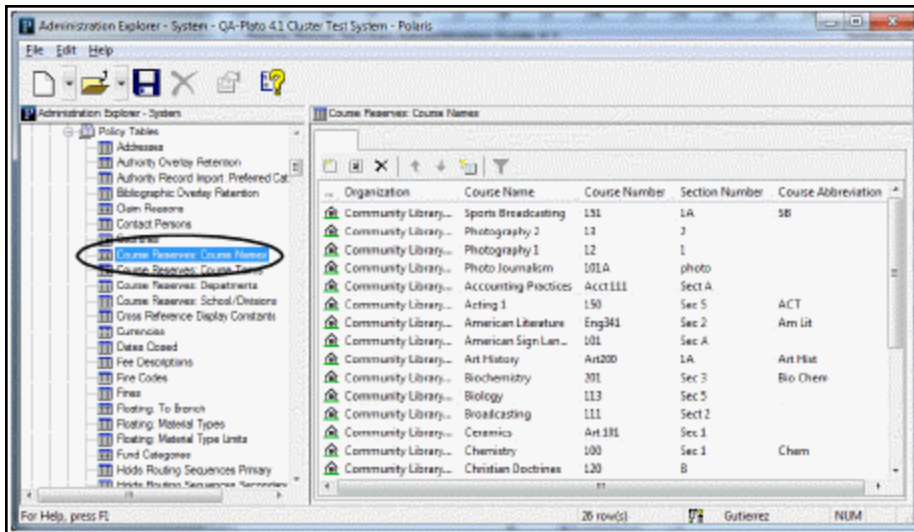 Administration Explorer - System - QA-Plato 4.1 Cluster Test System - Polaris
File Edit Help
Administration Explorer - System
Policy Tables
Addresses
Authority Overlay Retention
Authority Record Import: Preferred Cat
Bibliographic Overlay Retention
Claim Reasons
Contact Persons
Countries
Course Reserves: Course Names
Course Reserves: Course Terms
Course Reserves: Departments
Course Reserves: School/Divisions
Cross Reference Display Constants
Currencies
Dates Closed
Fee Descriptions
Fine Codes
Fines
Floating: To Branch
Floating: Material Types
Floating: Material Type Limits
Fund Categories
Holds Routing Sequences Primary
Holds Routing Sequences Secondary
Course Reserves: Course Names
... Organization Course Name Course Number Section Number Course Abbreviation
Community Library... Sports Broadcasting 151 1A SB
Community Library... Photography 2 13 2
Community Library... Photography 1 12 1
Community Library... Photo Journalism 101A photo
Community Library... Accounting Practices Acct111 Sect A
Community Library... Acting 1 150 Sec 5 ACT
Community Library... American Literature Eng341 Sec 2 Am Lit
Community Library... American Sign Lan... 101 Sec A
Community Library... Art History Art200 1A Art Hist
Community Library... Biochemistry 201 Sec 3 Bio Chem
Community Library... Biology 113 Sec 5
Community Library... Broadcasting 111 Sect 2
Community Library... Ceramics Art 101 Sec 1
Community Library... Chemistry 100 Sec 1 Chem
Community Library... Christian Doctrines 120 B
For Help, press F1 26 row(s) Gutierrez NUM